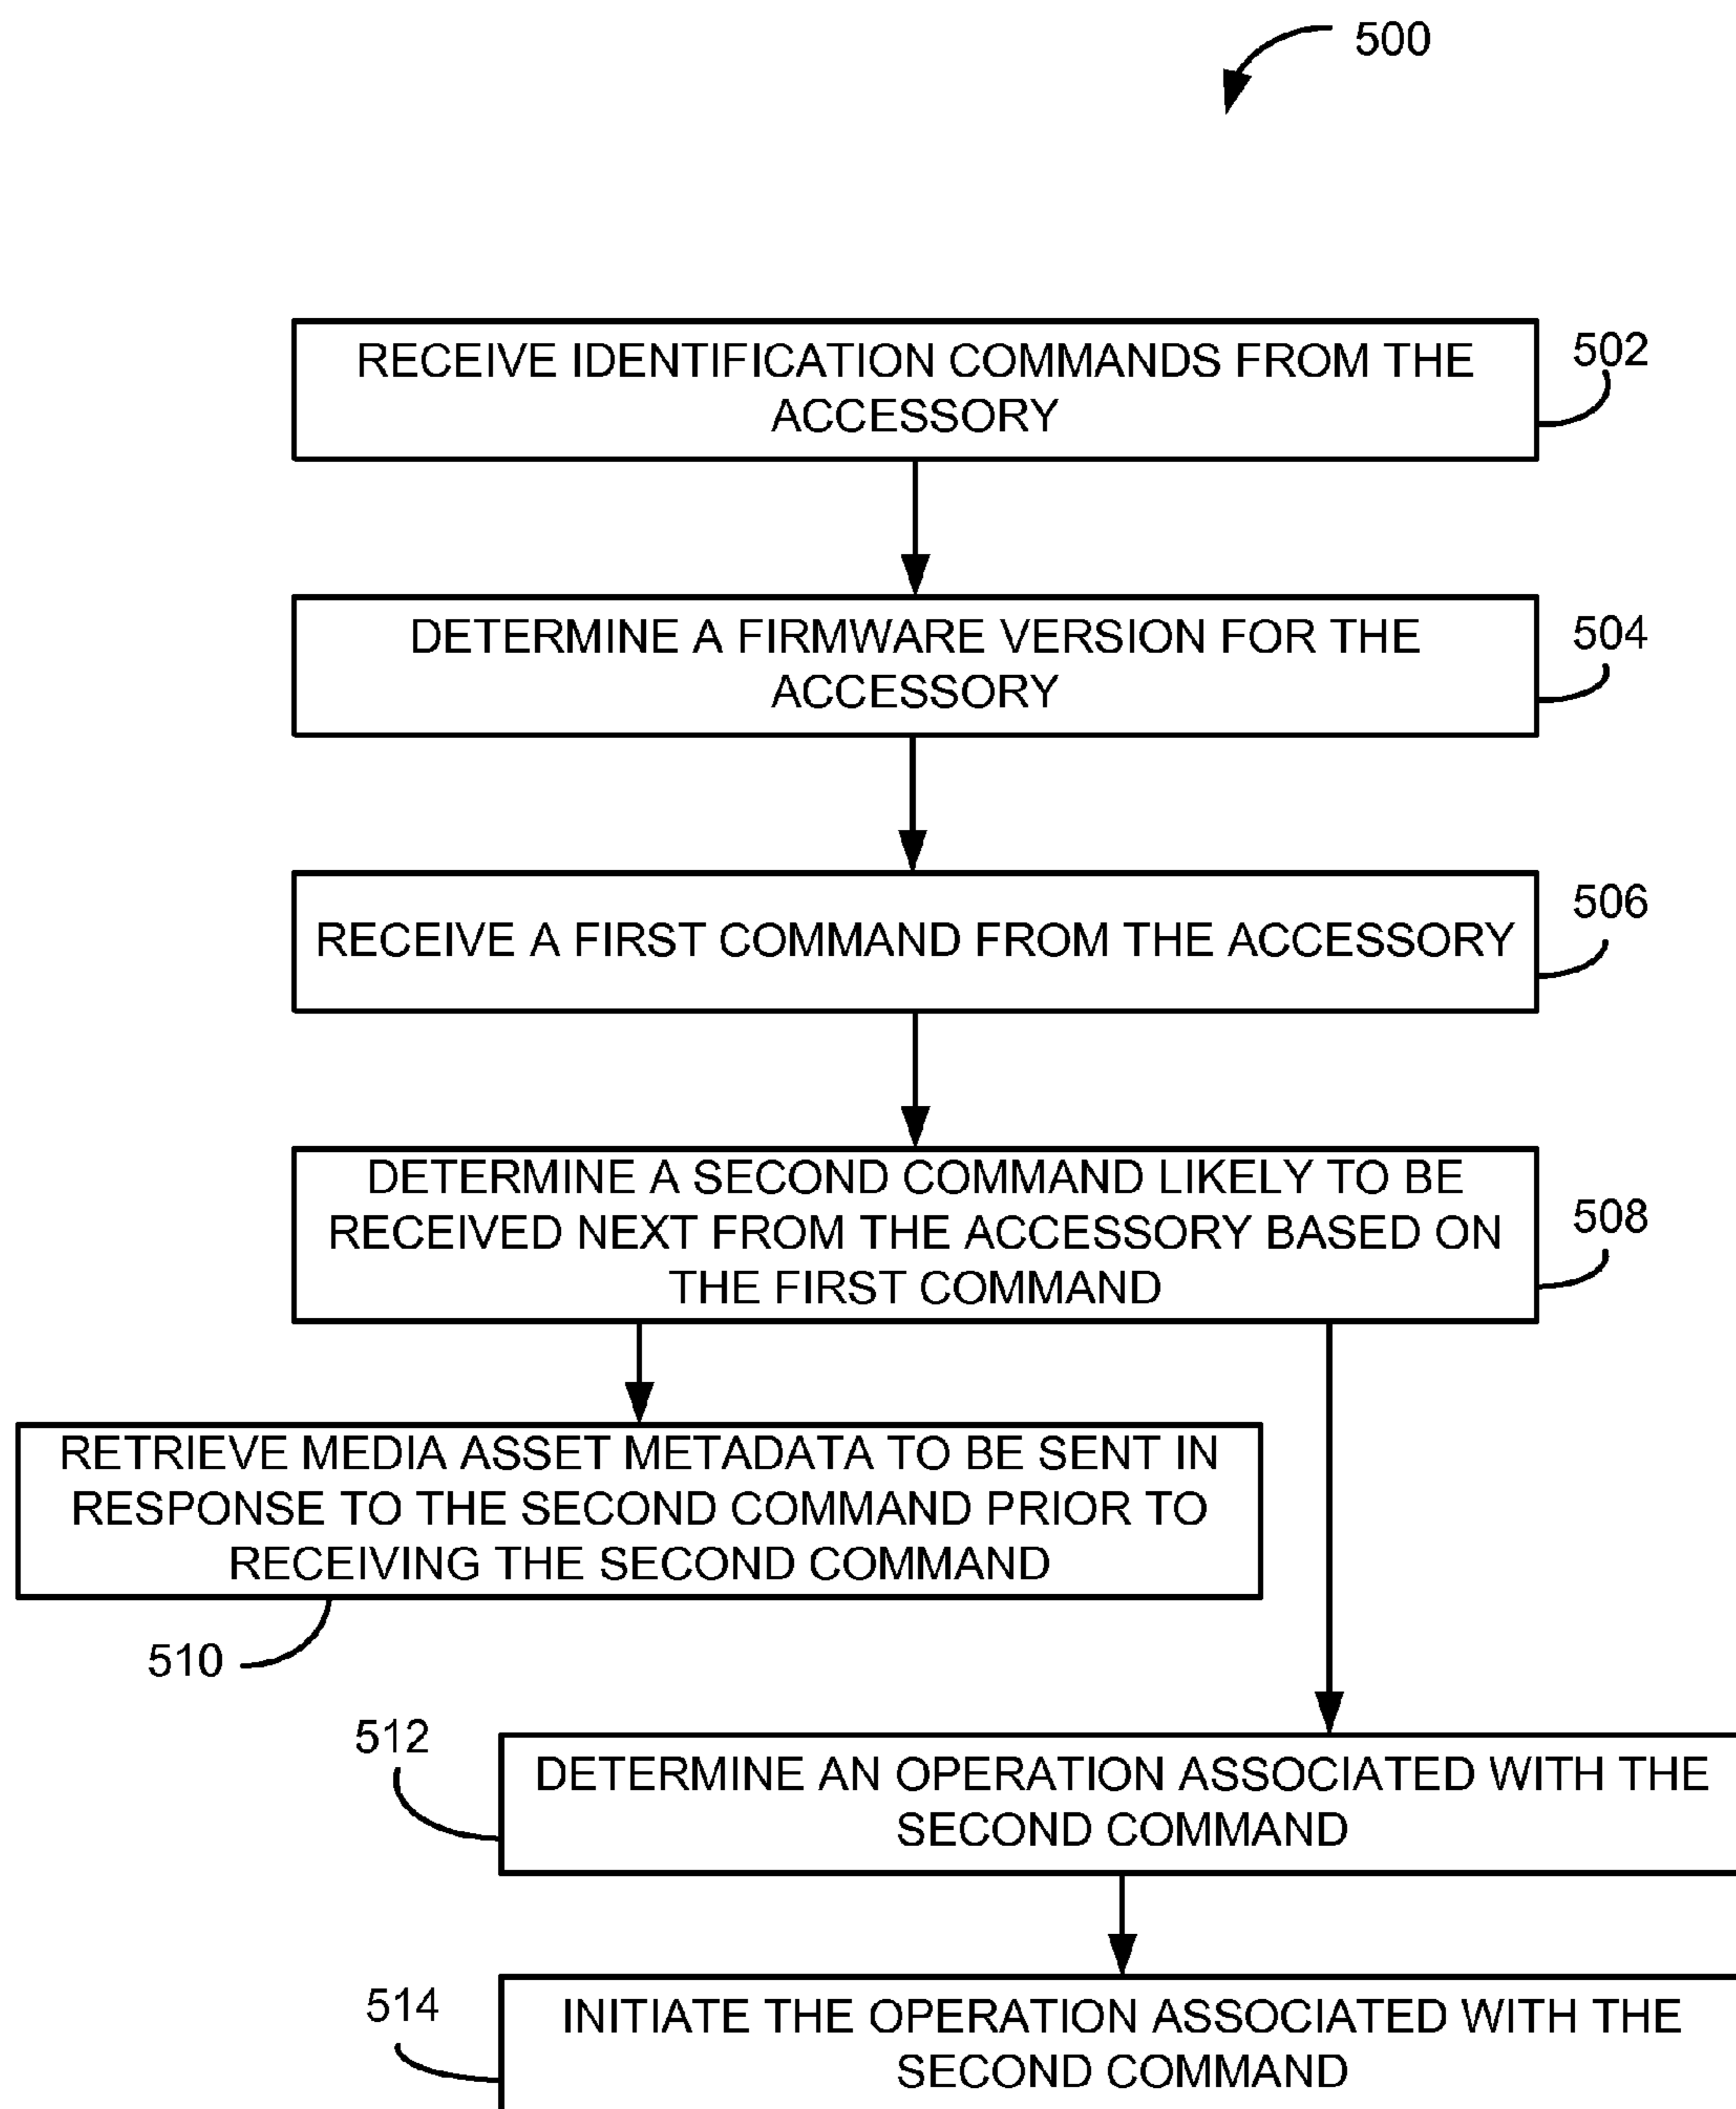 500
RECEIVE IDENTIFICATION COMMANDS FROM THE
ACCESSORY
502
DETERMINE A FIRMWARE VERSION FOR THE
ACCESSORY
504
RECEIVE A FIRST COMMAND FROM THE ACCESSORY
506
DETERMINE A SECOND COMMAND LIKELY TO BE
RECEIVED NEXT FROM THE ACCESSORY BASED ON
THE FIRST COMMAND
508
RETRIEVE MEDIA ASSET METADATA TO BE SENT IN
RESPONSE TO THE SECOND COMMAND PRIOR TO
RECEIVING THE SECOND COMMAND
510
512
DETERMINE AN OPERATION ASSOCIATED WITH THE
SECOND COMMAND
514
INITIATE THE OPERATION ASSOCIATED WITH THE
SECOND COMMAND